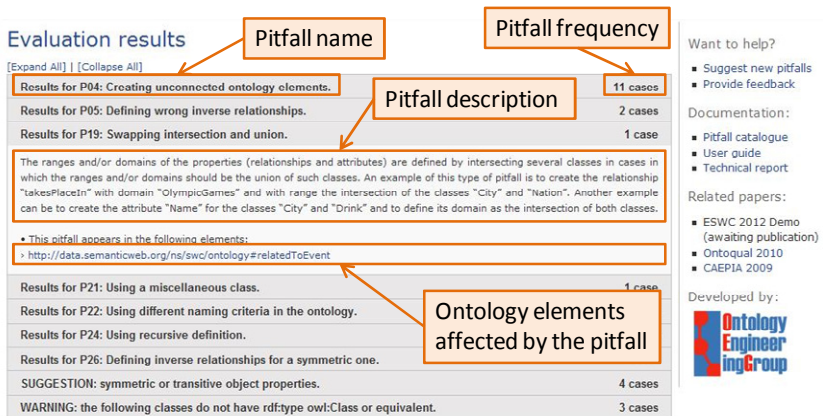 Evaluation results
Pitfall name
Pitfall frequency
[Expand All] | [Collapse All]
Results for P04: Creating unconnected ontology elements. 11 cases
Pitfall description
Results for P05: Defining wrong inverse relationships. 2 cases
Results for P19: Swapping intersection and union. 1 case
The ranges and/or domains of the properties (relationships and attributes) are defined by intersecting several classes in cases in
which the ranges and/or domains should be the union of such classes. An example of this type of pitfall is to create the relationship
"takesPlaceIn" with domain "OlympicGames" and with range the intersection of the classes "City" and "Nation". Another example
can be to create the attribute "Name" for the classes "City" and "Drink" and to define its domain as the intersection of both classes.
• This pitfall appears in the following elements:
› http://data.semanticweb.org/ns/swc/ontology#relatedToEvent
Results for P21: Using a miscellaneous class. 1 case
Results for P22: Using different naming criteria in the ontology.
Ontology elements
affected by the pitfall
Results for P24: Using recursive definition.
Results for P26: Defining inverse relationships for a symmetric one.
SUGGESTION: symmetric or transitive object properties. 4 cases
WARNING: the following classes do not have rdf:type owl:Class or equivalent. 3 cases
Want to help?
Suggest new pitfalls
Provide feedback
Documentation:
Pitfall catalogue
User guide
Technical report
Related papers:
ESWC 2012 Demo
(awaiting publication)
Ontoqual 2010
CAEPIA 2009
Developed by:
Ontology
Engineer
ingGroup